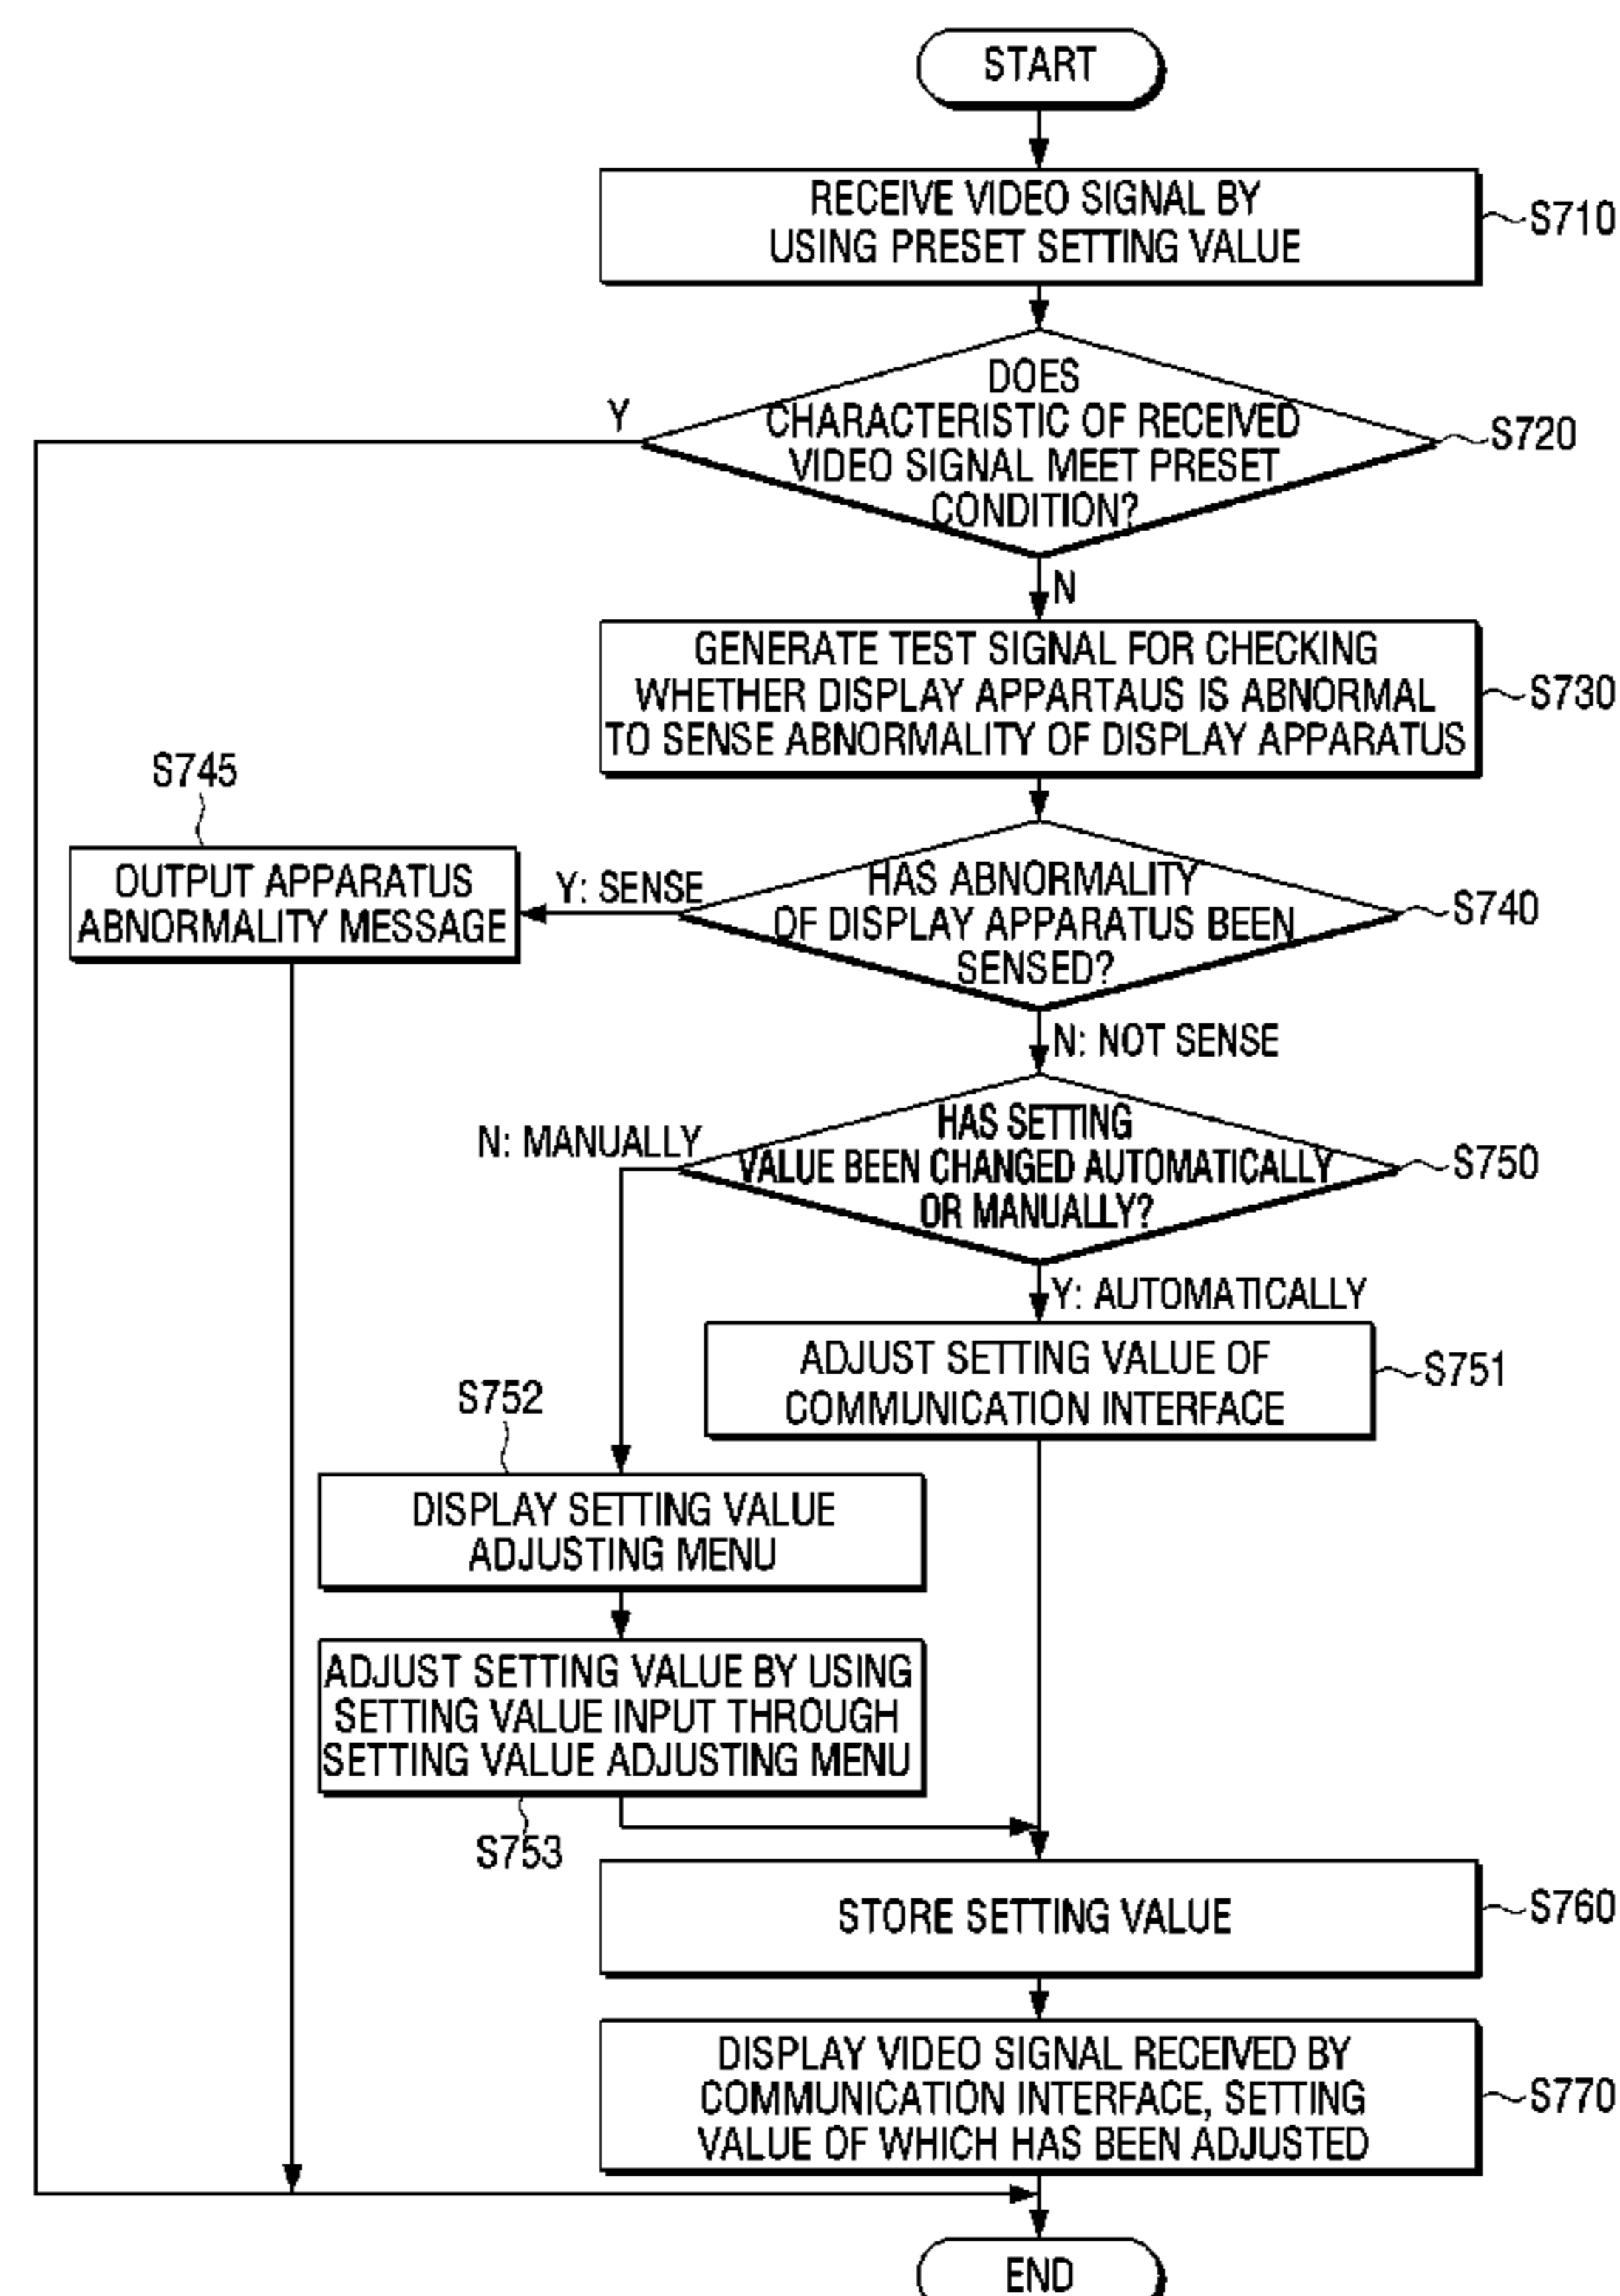 START
RECEIVE VIDEO SIGNAL BY
USING PRESET SETTING VALUE
S710
DOES
CHARACTERISTIC OF RECEIVED
VIDEO SIGNAL MEET PRESET
CONDITION?
S720
Y
N
GENERATE TEST SIGNAL FOR CHECKING
WHETHER DISPLAY APPARTAUS IS ABNORMAL
TO SENSE ABNORMALITY OF DISPLAY APPARATUS
S730
S745
OUTPUT APPARATUS
ABNORMALITY MESSAGE
Y: SENSE
HAS ABNORMALITY
OF DISPLAY APPARATUS BEEN
SENSED?
S740
N: NOT SENSE
N: MANUALLY
HAS SETTING
VALUE BEEN CHANGED AUTOMATICALLY
OR MANUALLY?
S750
Y: AUTOMATICALLY
ADJUST SETTING VALUE OF
COMMUNICATION INTERFACE
S751
S752
DISPLAY SETTING VALUE
ADJUSTING MENU
ADJUST SETTING VALUE BY USING
SETTING VALUE INPUT THROUGH
SETTING VALUE ADJUSTING MENU
S753
STORE SETTING VALUE
S760
DISPLAY VIDEO SIGNAL RECEIVED BY
COMMUNICATION INTERFACE, SETTING
VALUE OF WHICH HAS BEEN ADJUSTED
S770
END